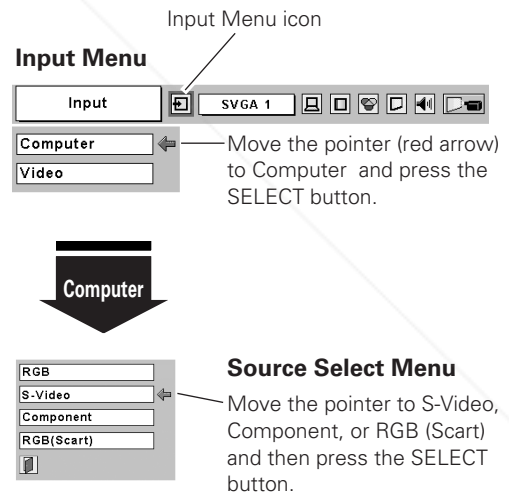 Input Menu icon
Input Menu
Input
SVGA 1
Computer
Video
Move the pointer (red arrow)
to Computer and press the
SELECT button.
Computer
RGB
S-Video
Component
RGB(Scart)
Source Select Menu
Move the pointer to S-Video,
Component, or RGB (Scart)
and then press the SELECT
button.